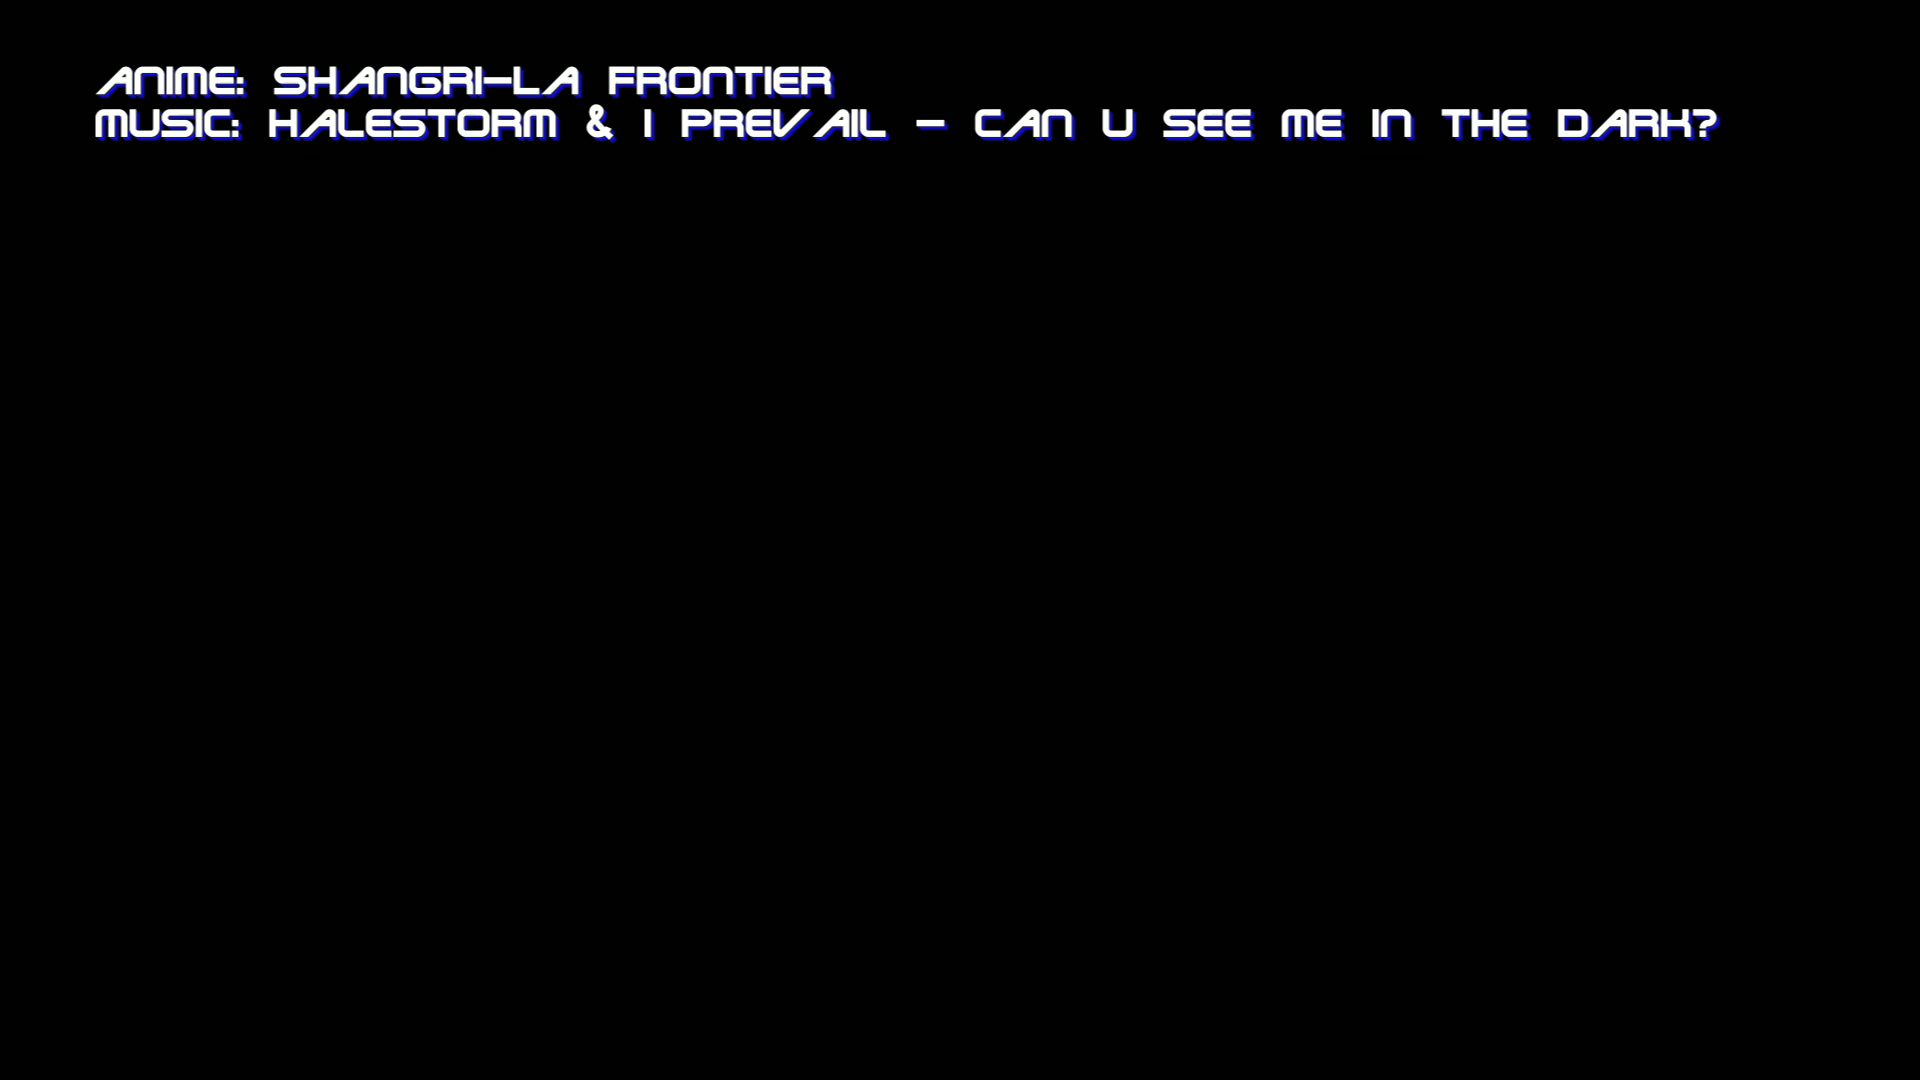 ANIME: SHANGRI-LA FRONTIER
MUSIC: HALESTORM & I PREVAIL - CAN U SEE ME IN THE DARK?